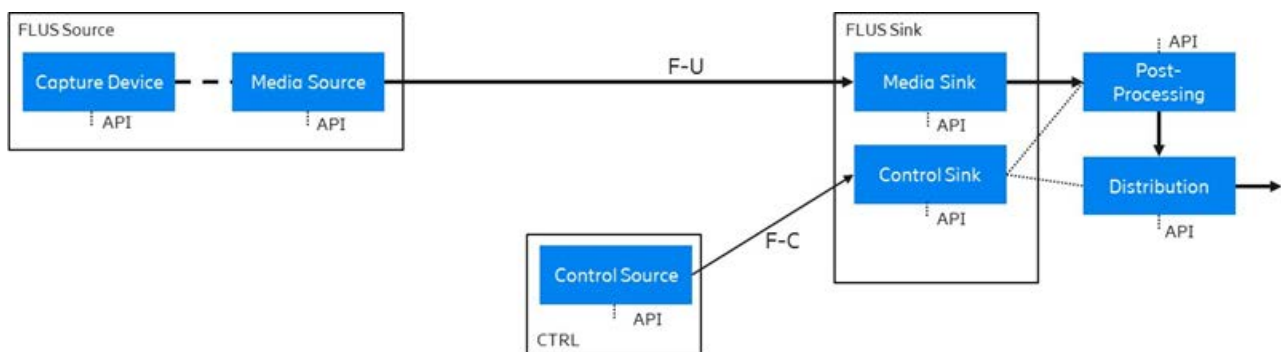 FLUS Source
Capture Device
API
Media Source
API
F-U
FLUS Sink
Media Sink
API
Control Sink
API
API
Post-
Processing
Distribution
API
F-C
Control Source
API
CTRL